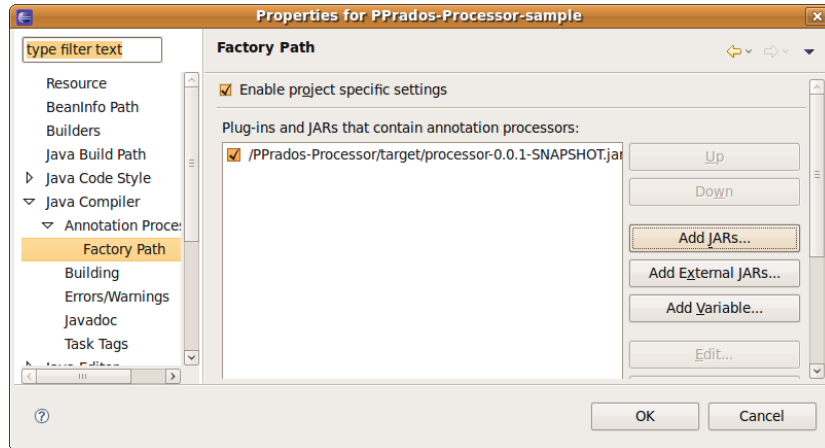 Properties for PPrados-Processor-sample
type filter text
Factory Path
Resource
BeanInfo Path
Builders
Java Build Path
Java Code Style
Java Compiler
Annotation Proces
Factory Path
Building
Errors/Warnings
Javadoc
Task Tags
Java Editor
Enable project specific settings
Plug-ins and JARs that contain annotation processors:
/PPrados-Processor/target/processor-0.0.1-SNAPSHOT.jar
Up
Down
Add JARs...
Add External JARs...
Add Variable...
Edit...
OK
Cancel